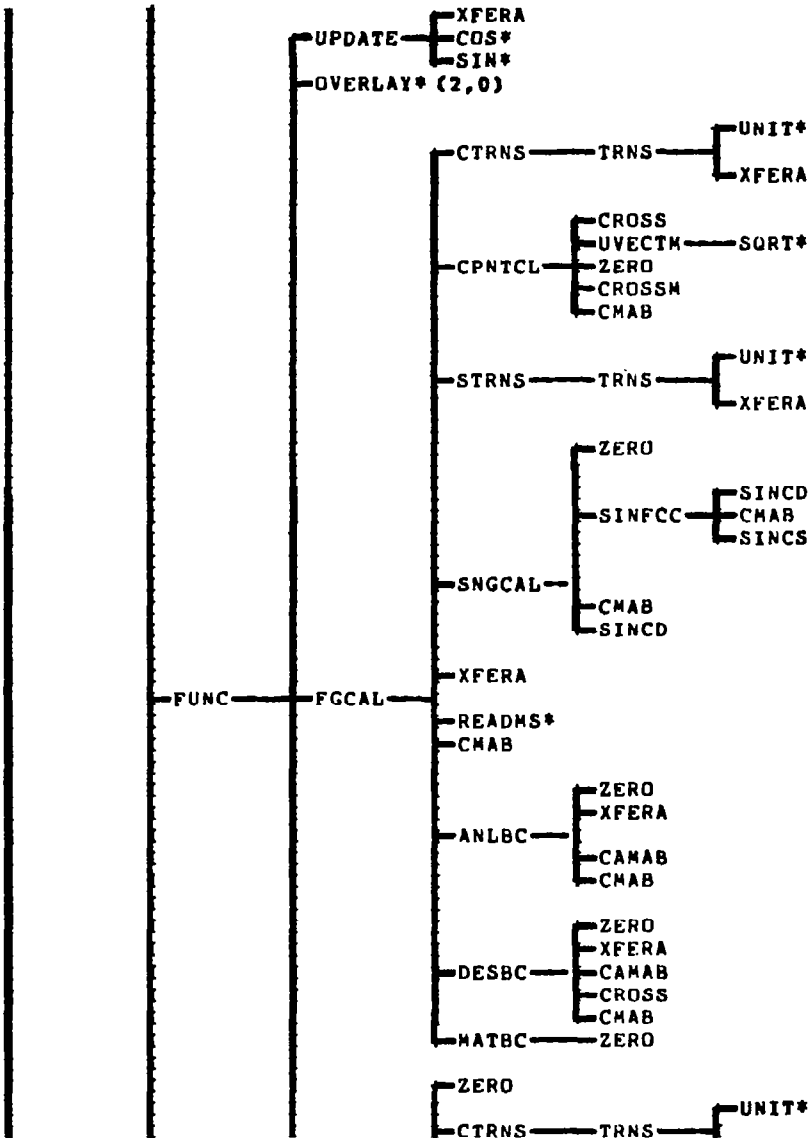 XFERA
UPDATE COS*
SIN*
OVERLAY* (2,0)
UNIT*
CTRNS TRNS
XFERA
CROSS
UVECTM SQRT*
CPNTCL ZERO
CROSSM
CMAB
UNIT*
STRNS TRNS
XFERA
ZERO
SINCD
SINFCC CMAB
SINCS
SNGCAL
CMAB
SINCD
XFERA
FUNC FGCAL
READMS*
CMAB
ZERO
XFERA
ANLBC
CAMAB
CMAB
ZERO
XFERA
DESBC CAMAB
CROSS
CMAB
MATBC ZERO
ZERO
UNIT*
CTRNS TRNS